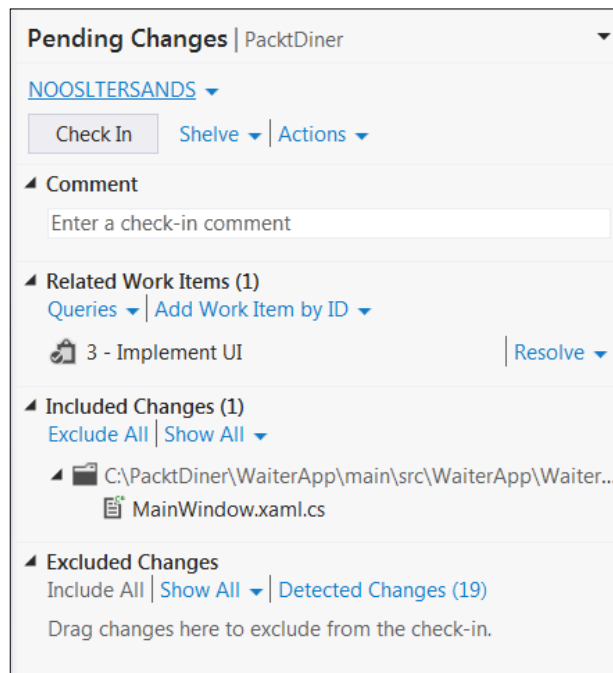 Pending Changes | PacktDiner
NOOSLTERSANDS
Check In Shelve Actions
Comment
Enter a check-in comment
Related Work Items (1)
Queries Add Work Item by ID
3 - Implement UI Resolve
Included Changes (1)
Exclude All Show All
C:\PacktDiner\WaiterApp\main\src\WaiterApp\Waiter...
MainWindow.xaml.cs
Excluded Changes
Include All Show All Detected Changes (19)
Drag changes here to exclude from the check-in.